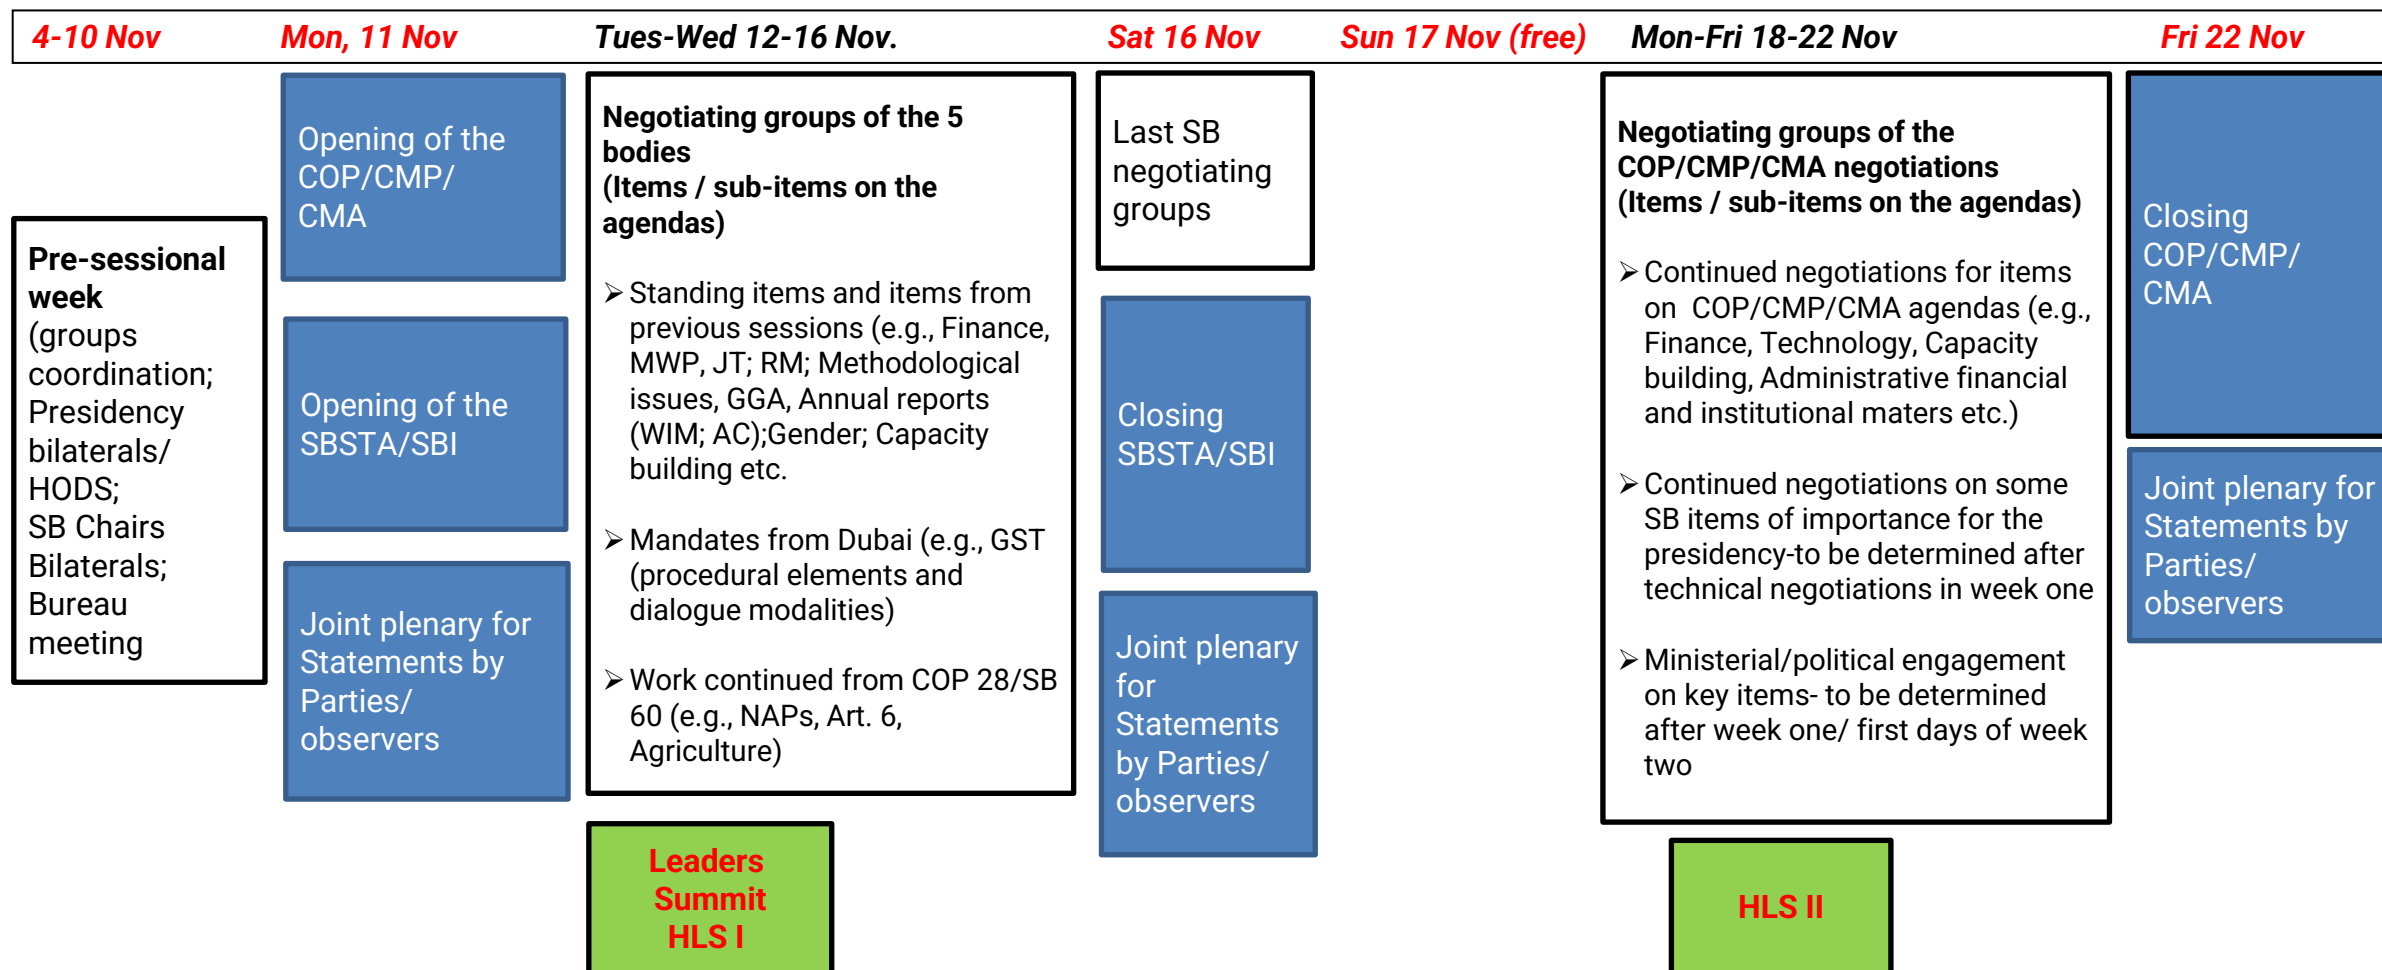 4-10 Nov
Mon, 11 Nov
Tues-Wed 12-16 Nov.
Sat 16 Nov
Sun 17 Nov (free)
Mon-Fri 18-22 Nov
Fri 22 Nov
Pre-sessional
week
(groups
coordination;
Presidency
bilaterals/
HODS;
SB Chairs
Bilaterals;
Bureau
meeting
Opening of the
COP/CMP/
CMA
Opening of the
SBSTA/SBI
Joint plenary for
Statements by
Parties/
observers
Negotiating groups of the 5
bodies
(Items / sub-items on the
agendas)
➢ Standing items and items from
previous sessions (e.g., Finance,
MWP, JT; RM; Methodological
issues, GGA, Annual reports
(WIM; AC);Gender; Capacity
building etc.
➢ Mandates from Dubai (e.g., GST
(procedural elements and
dialogue modalities)
➢ Work continued from COP 28/SB
60 (e.g., NAPs, Art. 6,
Agriculture)
Leaders
Summit
HLS I
Last SB
negotiating
groups
Closing
SBSTA/SBI
Joint plenary
for
Statements
by Parties/
observers
Negotiating groups of the
COP/CMP/CMA negotiations
(Items / sub-items on the agendas)
➢ Continued negotiations for items
on COP/CMP/CMA agendas (e.g.,
Finance, Technology, Capacity
building, Administrative financial
and institutional maters etc.)
➢ Continued negotiations on some
SB items of importance for the
presidency-to be determined after
technical negotiations in week one
➢ Ministerial/political engagement
on key items- to be determined
after week one/ first days of week
two
HLS II
Closing
COP/CMP/
CMA
Joint plenary for
Statements by
Parties/
observers